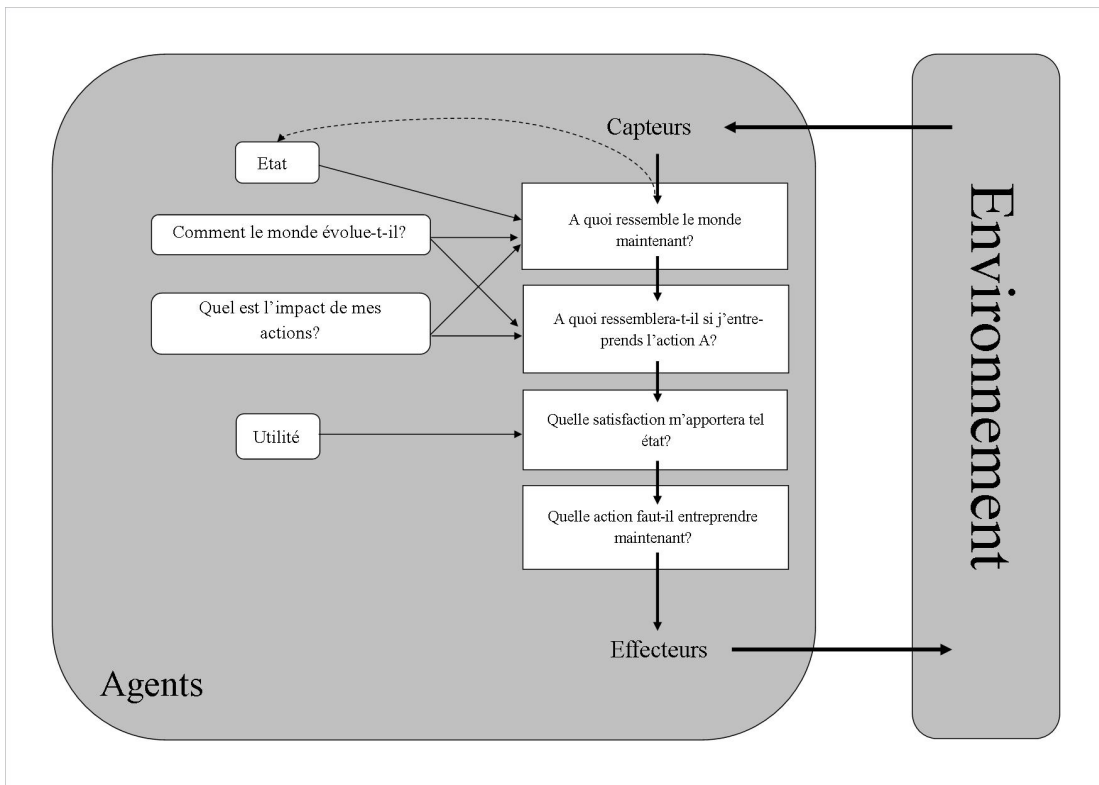 Capteurs
Etat
A quoi ressemble le monde
maintenant?
Comment le monde évolue-t-il?
Quel est l’impact de mes
actions?
A quoi ressemblera-t-il si j’entre-
prends l’action A?
Quelle satisfaction m’apportera tel
état?
Utilité
Quelle action faut-il entreprendre
maintenant?
Effecteurs
Agents
Environnement